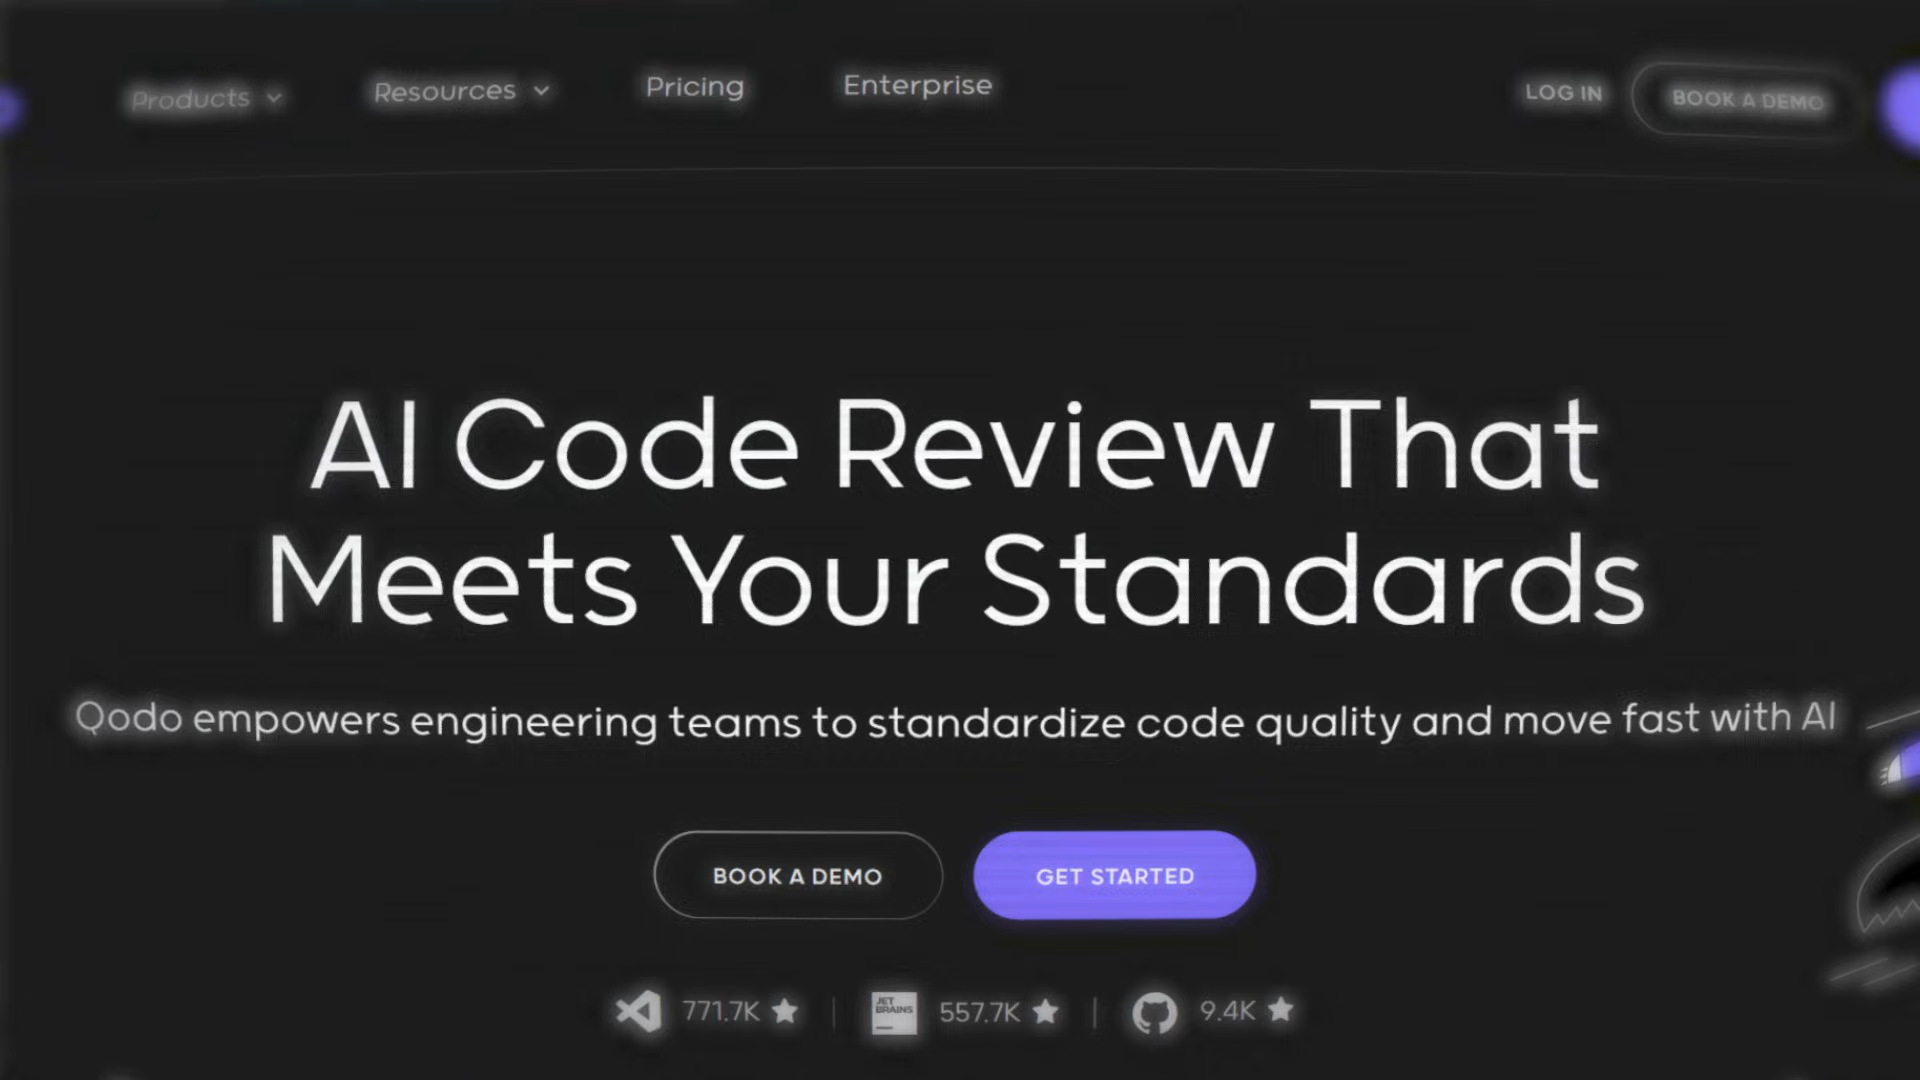 Products
Resources
Pricing
Enterprise
LOG IN
BOOK A DEMO
AI Code Review That
Meets Your Standards
Qodo empowers engineering teams to standardize code quality and move fast with AI
BOOK A DEMO
GET STARTED
771.7K
JET
BRAINS
557.7K
9.4K